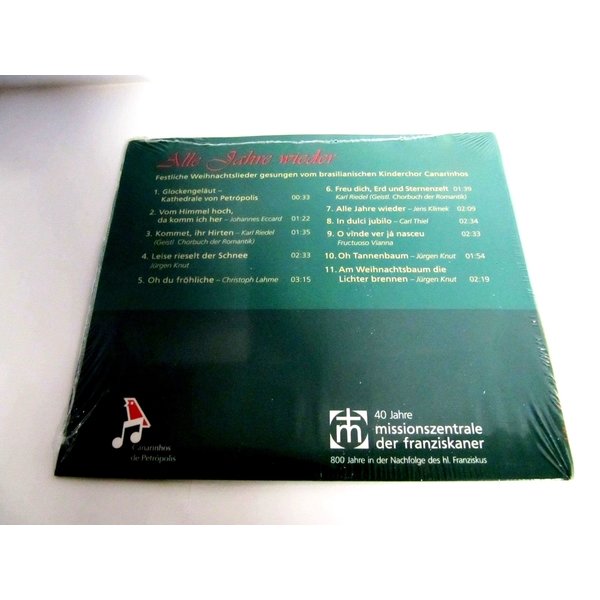 Alle Jahre wieder
Festliche Weihnachtslieder gesungen vom brasilianischen Kinderchor Canarinhos
1. Glockengeläut –
Kathedrale von Petrópolis 00:33
2. Vom Himmel hoch,
da komm ich her – Johannes Eccard 01:22
3. Kommet, ihr Hirten – Karl Riedel 01:35
(Geistl. Chorbuch der Romantik)
4. Leise rieselt der Schnee 02:33
Jürgen Knut
5. Oh du fröhliche – Christoph Lahme 03:15
6. Freu dich, Erd und Sternenzelt 01:39
Karl Riedel (Geistl. Chorbuch der Romantik)
7. Alle Jahre wieder – Jens Klimek 02:09
8. In dulci jubilo – Carl Thiel 02:34
9. O vinde ver já nasceu 02:33
Fructuoso Vianna
10. Oh Tannenbaum – Jürgen Knut 01:54
11. Am Weihnachtsbaum die
Lichter brennen – Jürgen Knut 02:19
Canarinhos
de Petrópolis
40 Jahre
missionszentrale
der franziskaner
800 Jahre in der Nachfolge des hl. Franziskus